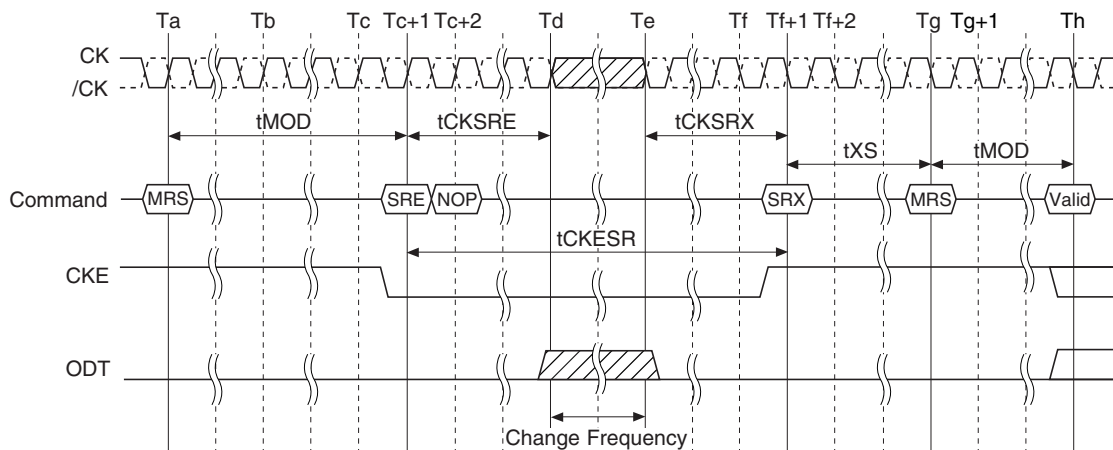 Ta Tb Tc Tc+1 Tc+2 Td Te Tf Tf+1 Tf+2 Tg Tg+1 Th
CK
/CK
tMOD tCKSRE tCKSRX
tXS tMOD
Command MRS SRE NOP SRX MRS Valid
tCKESR
CKE
ODT
Change Frequency